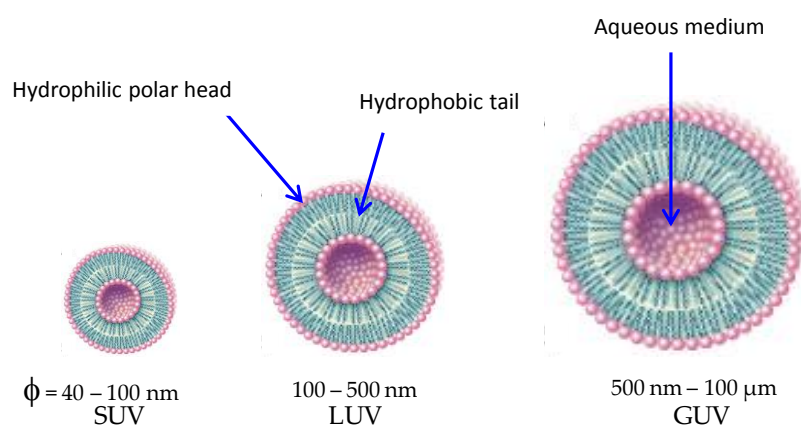 Aqueous medium
Hydrophilic polar head
Hydrophobic tail
ϕ = 40 – 100 nm
SUV
100 – 500 nm
LUV
500 nm – 100 µm
GUV